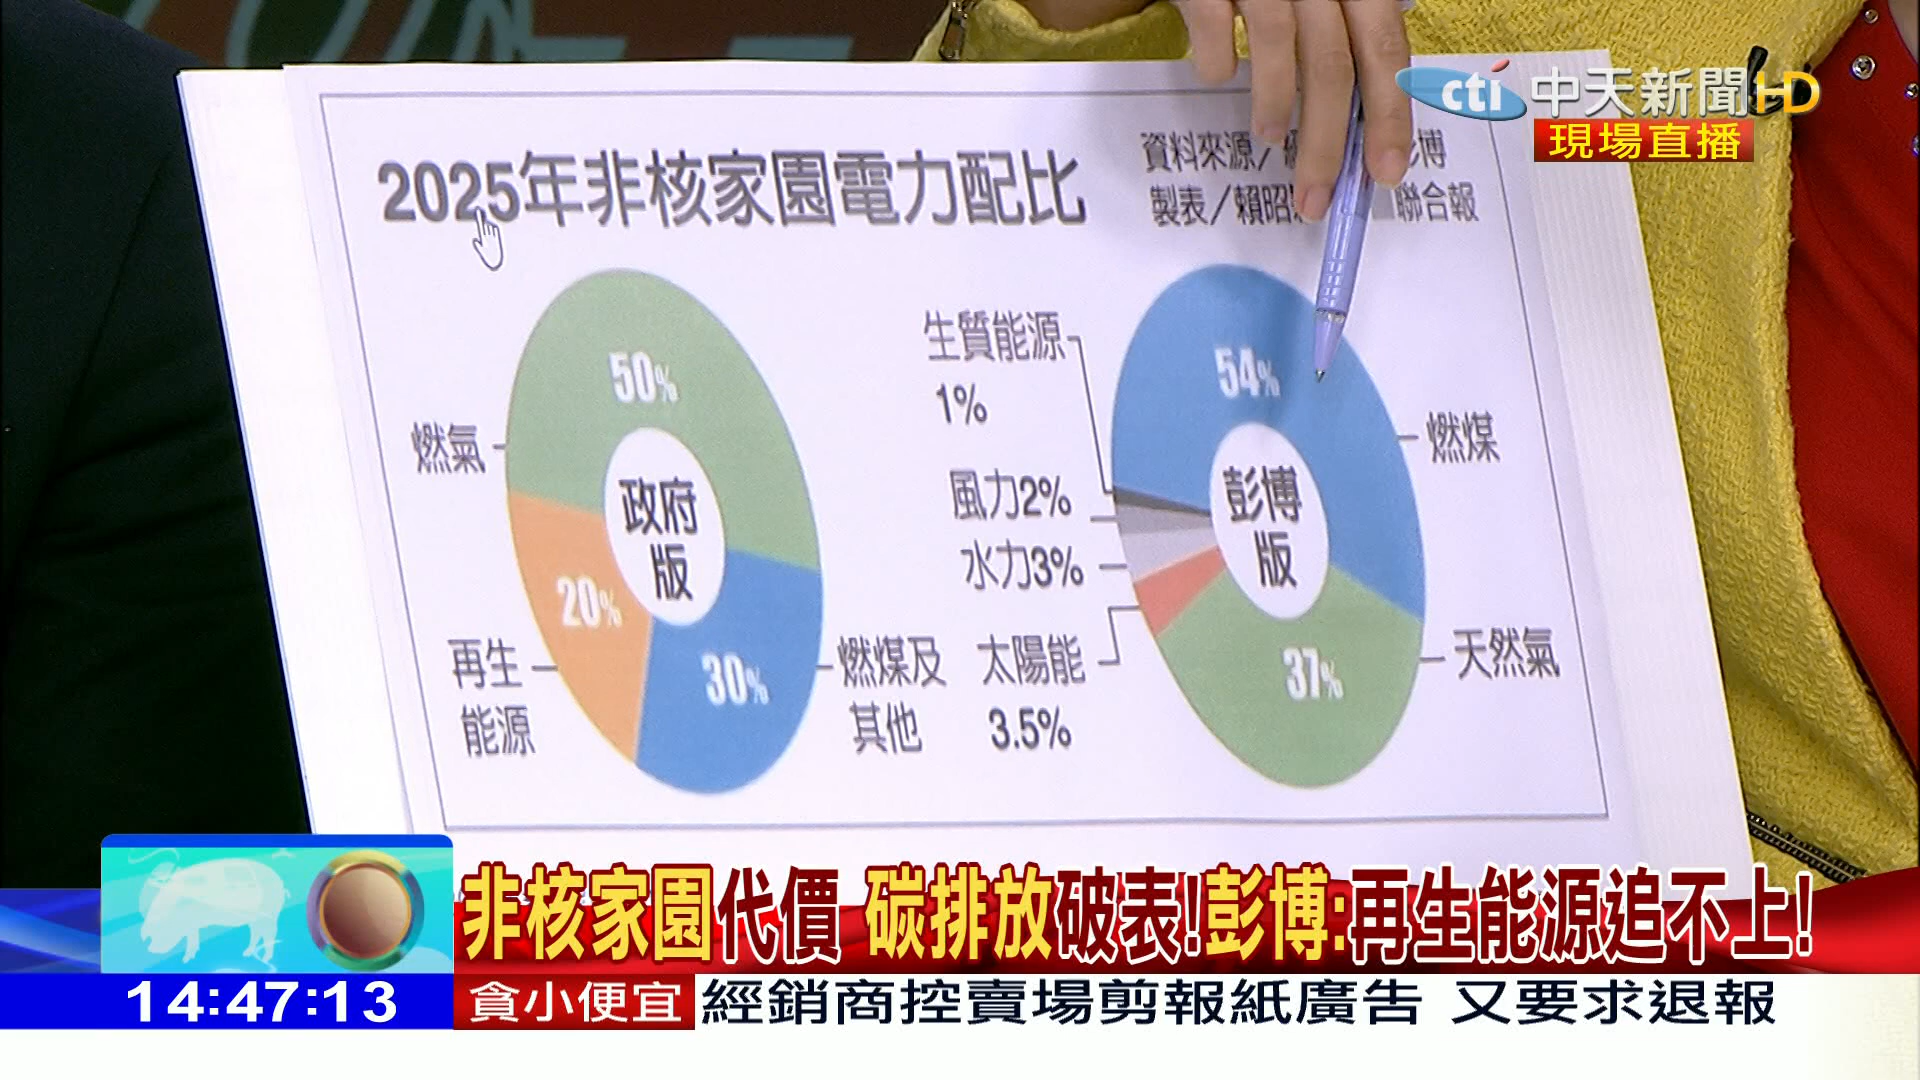 cti 中天新聞HD
現場直播
2025年非核家園電力配比
資料來源／
彭博
製表／賴昭
聯合報
50%
燃氣
政府版
20%
再生能源
30%
燃煤及其他
生質能源
1%
風力2%
水力3%
太陽能
3.5%
54%
燃煤
彭博版
37%
天然氣
非核家園代價 碳排放破表!彭博:再生能源追不上!
14:47:13
貪小便宜
經銷商控賣場剪報紙廣告 又要求退報